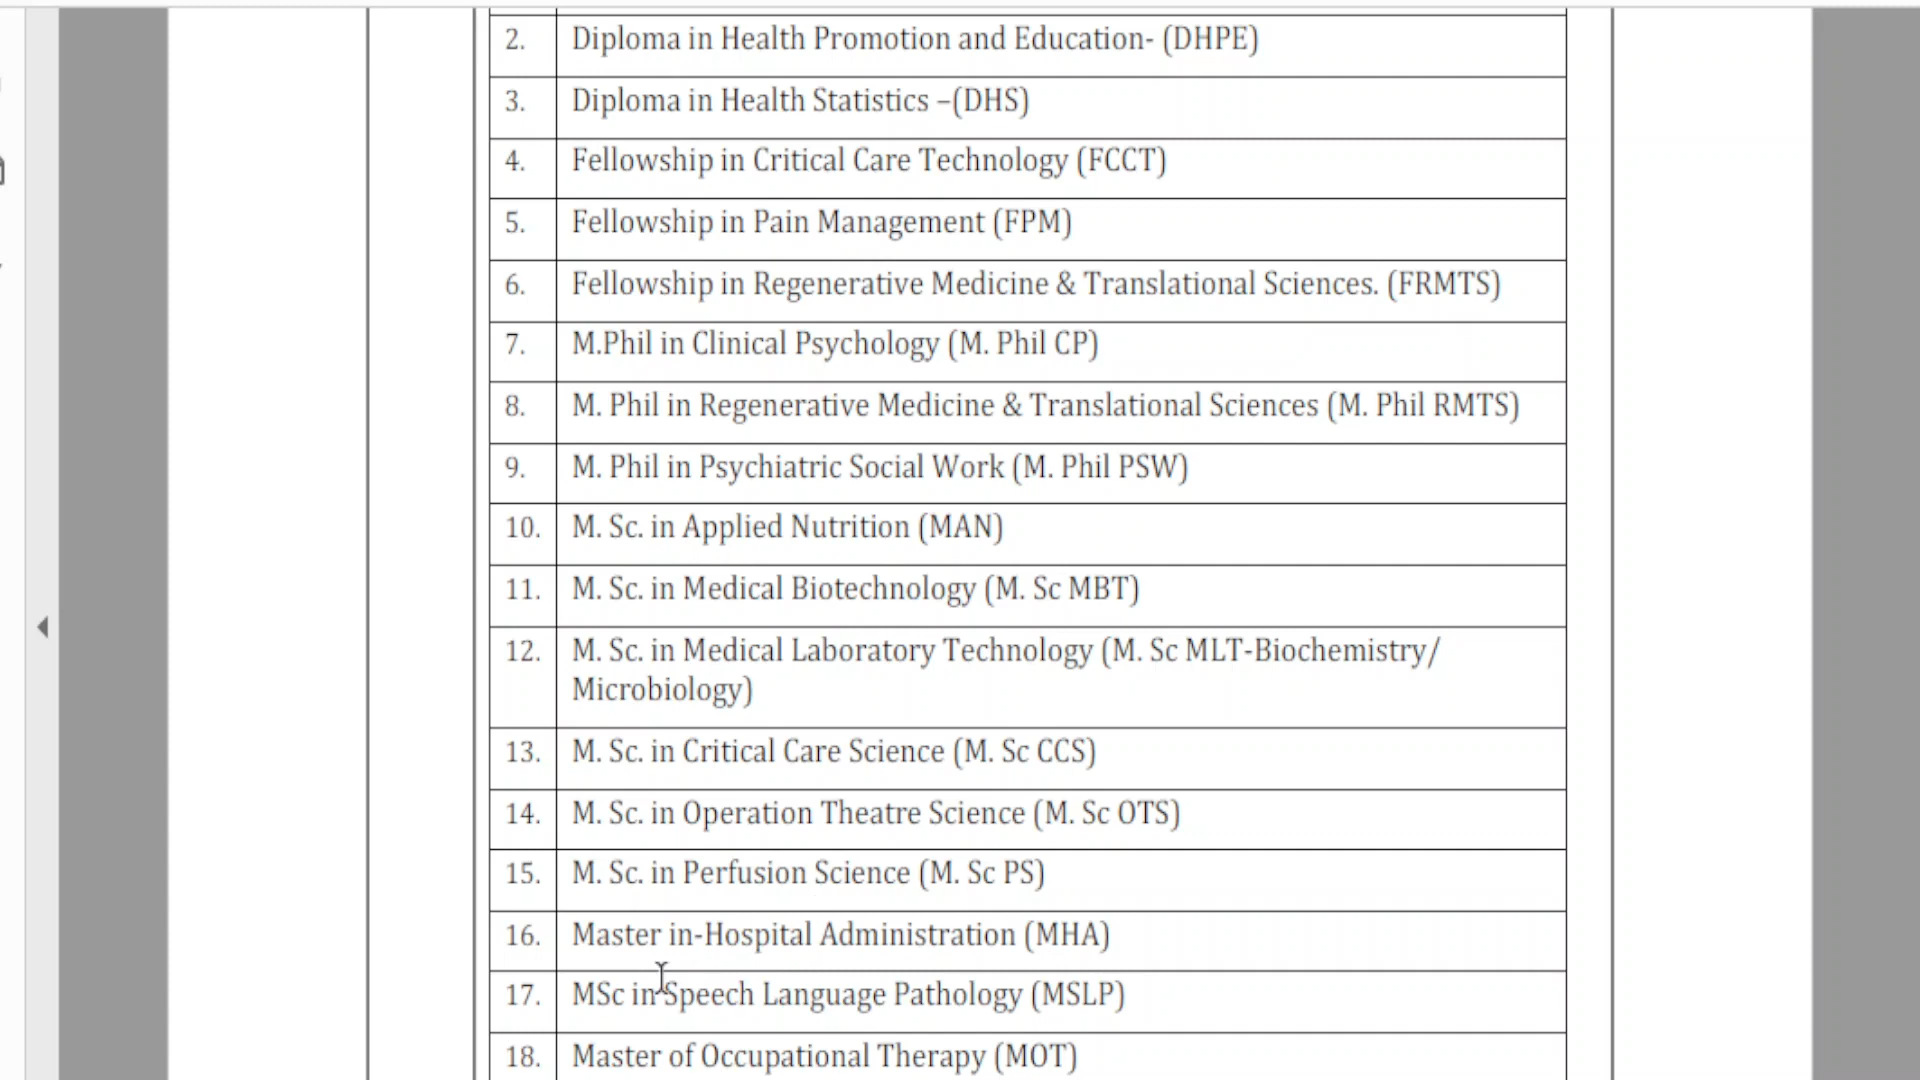 2. Diploma in Health Promotion and Education- (DHPE)
3. Diploma in Health Statistics –(DHS)
4. Fellowship in Critical Care Technology (FCCT)
5. Fellowship in Pain Management (FPM)
6. Fellowship in Regenerative Medicine & Translational Sciences. (FRMTS)
7. M.Phil in Clinical Psychology (M. Phil CP)
8. M. Phil in Regenerative Medicine & Translational Sciences (M. Phil RMTS)
9. M. Phil in Psychiatric Social Work (M. Phil PSW)
10. M. Sc. in Applied Nutrition (MAN)
11. M. Sc. in Medical Biotechnology (M. Sc MBT)
12. M. Sc. in Medical Laboratory Technology (M. Sc MLT-Biochemistry/
Microbiology)
13. M. Sc. in Critical Care Science (M. Sc CCS)
14. M. Sc. in Operation Theatre Science (M. Sc OTS)
15. M. Sc. in Perfusion Science (M. Sc PS)
16. Master in-Hospital Administration (MHA)
17. MSc in Speech Language Pathology (MSLP)
18. Master of Occupational Therapy (MOT)